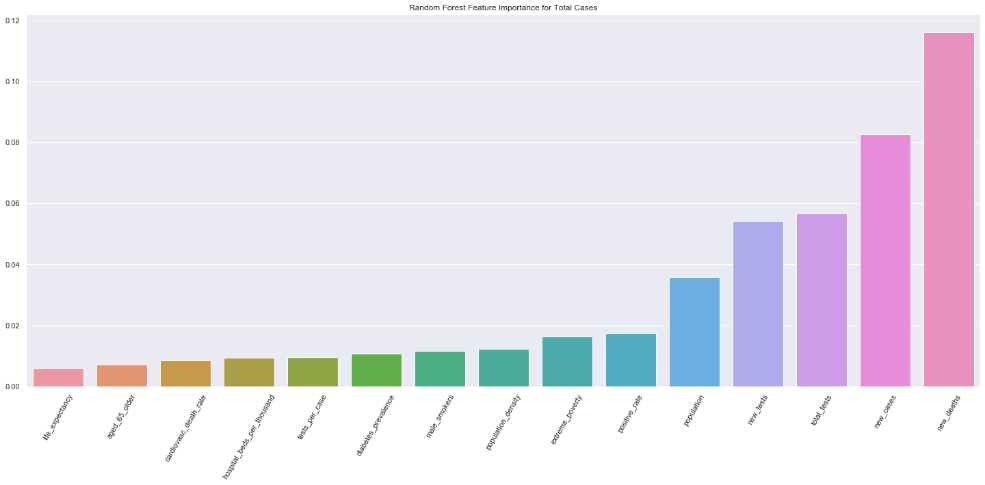 Random Forest Feature Importance for Total Cases
0.12
0.10
0.08
0.06
0.04
0.02
0.00
life_expectancy
aged_65_older
cardiovasc_death_rate
hospital_beds_per_thousand
tests_per_case
diabetes_prevalence
male_smokers
population_density
extreme_poverty
positive_rate
population
new_tests
total_tests
new_cases
new_deaths